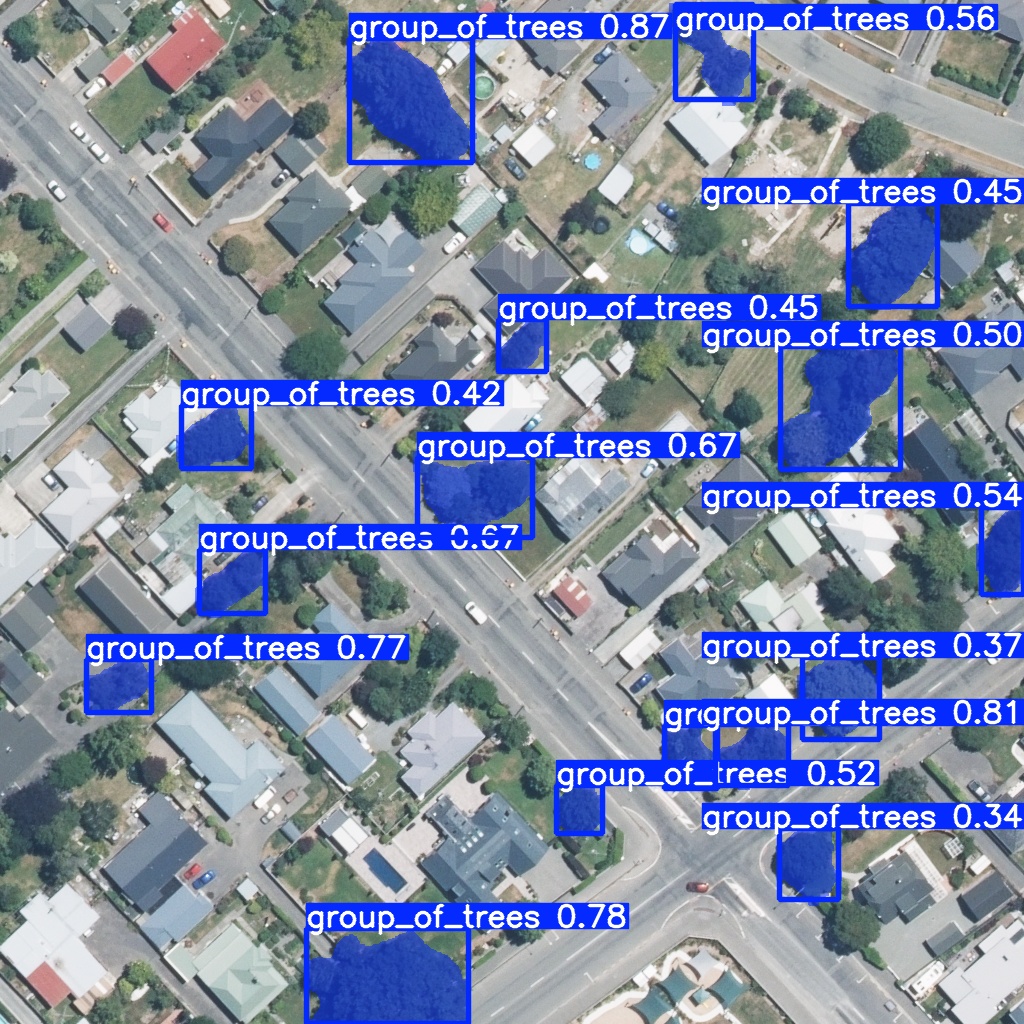 group_of_trees 0.87
group_of_trees 0.56
group_of_trees 0.45
group_of_trees 0.45
group_of_trees 0.50
group_of_trees 0.42
group_of_trees 0.67
group_of_trees 0.54
group_of_trees 0.67
group_of_trees 0.77
group_of_trees 0.37
group_of_trees 0.81
group_of_trees 0.52
group_of_trees 0.34
group_of_trees 0.78